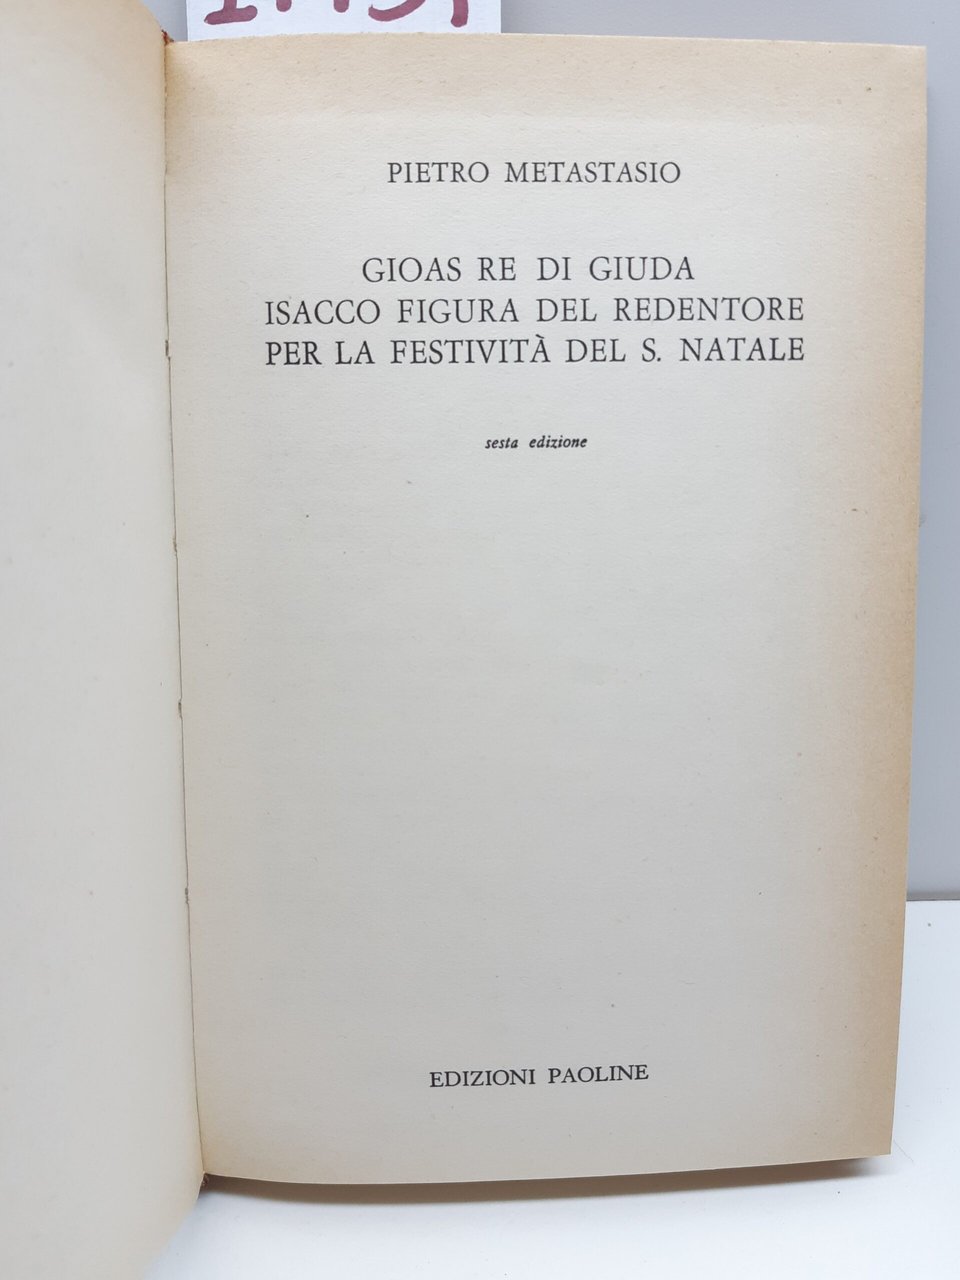 PIETRO METASTASIO
GIOAS RE DI GIUDA
ISACCO FIGURA DEL REDENTORE
PER LA FESTIVITÀ DEL S. NATALE
sesta edizione
EDIZIONI PAOLINE